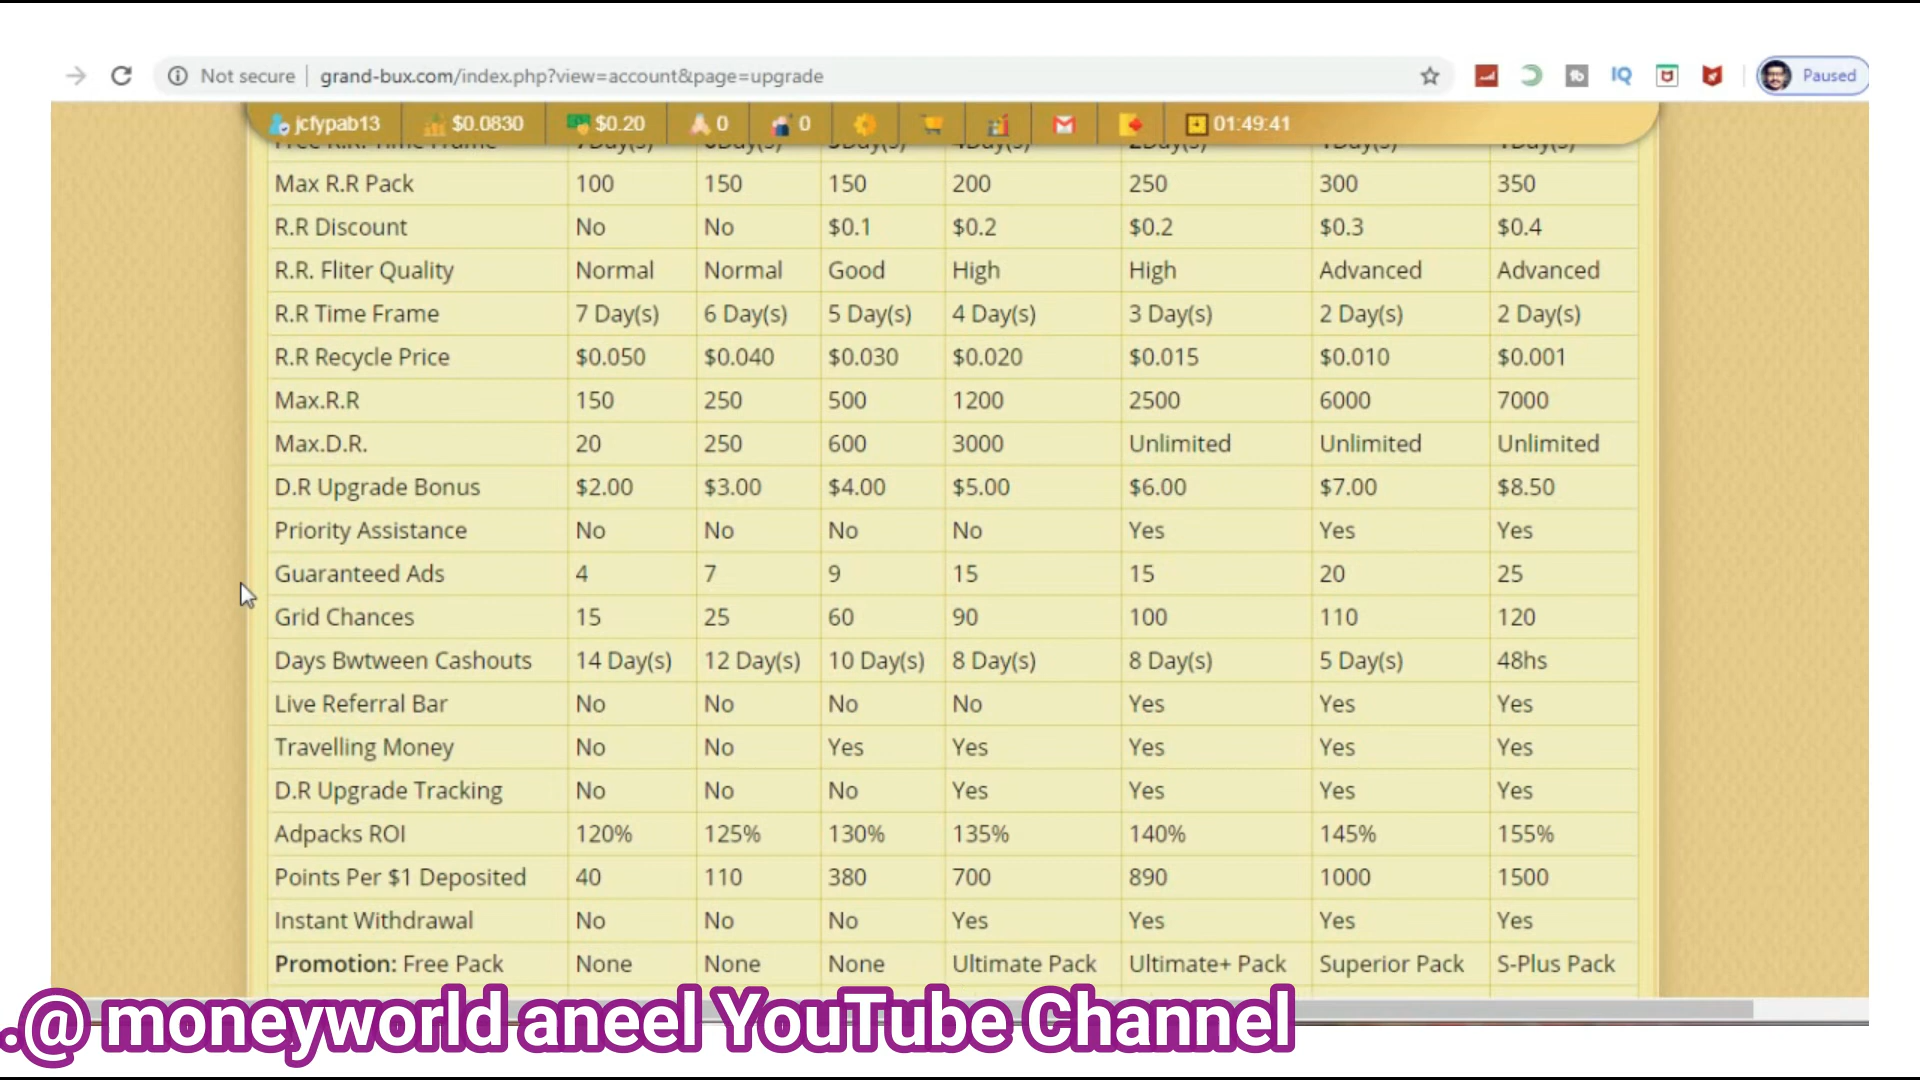 Not secure | grand-bux.com/index.php?view=account&page=upgrade Paused
jcfypab13 $0.0830 $0.20 0 0 01:49:41
Max R.R Pack 100 150 150 200 250 300 350
R.R Discount No No $0.1 $0.2 $0.2 $0.3 $0.4
R.R. Fliter Quality Normal Normal Good High High Advanced Advanced
R.R Time Frame 7 Day(s) 6 Day(s) 5 Day(s) 4 Day(s) 3 Day(s) 2 Day(s) 2 Day(s)
R.R Recycle Price $0.050 $0.040 $0.030 $0.020 $0.015 $0.010 $0.001
Max.R.R 150 250 500 1200 2500 6000 7000
Max.D.R. 20 250 600 3000 Unlimited Unlimited Unlimited
D.R Upgrade Bonus $2.00 $3.00 $4.00 $5.00 $6.00 $7.00 $8.50
Priority Assistance No No No No Yes Yes Yes
Guaranteed Ads 4 7 9 15 15 20 25
Grid Chances 15 25 60 90 100 110 120
Days Bwtween Cashouts 14 Day(s) 12 Day(s) 10 Day(s) 8 Day(s) 8 Day(s) 5 Day(s) 48hs
Live Referral Bar No No No No Yes Yes Yes
Travelling Money No No Yes Yes Yes Yes Yes
D.R Upgrade Tracking No No No Yes Yes Yes Yes
Adpacks ROI 120% 125% 130% 135% 140% 145% 155%
Points Per $1 Deposited 40 110 380 700 890 1000 1500
Instant Withdrawal No No No Yes Yes Yes Yes
Promotion: Free Pack None None None Ultimate Pack Ultimate+ Pack Superior Pack S-Plus Pack
.@ moneyworld aneel YouTube Channel